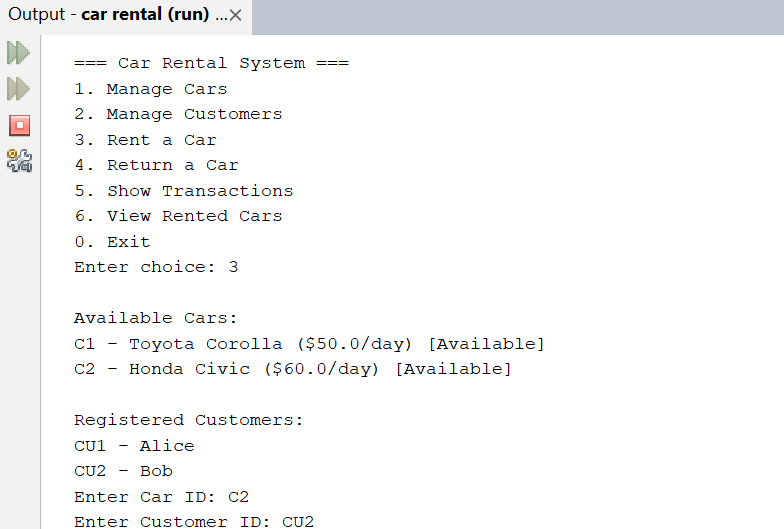 Output - car rental (run) ...×
=== Car Rental System ===
1. Manage Cars
2. Manage Customers
3. Rent a Car
4. Return a Car
5. Show Transactions
6. View Rented Cars
0. Exit
Enter choice: 3
Available Cars:
C1 - Toyota Corolla ($50.0/day) [Available]
C2 - Honda Civic ($60.0/day) [Available]
Registered Customers:
CU1 - Alice
CU2 - Bob
Enter Car ID: C2
Enter Customer ID: CU2